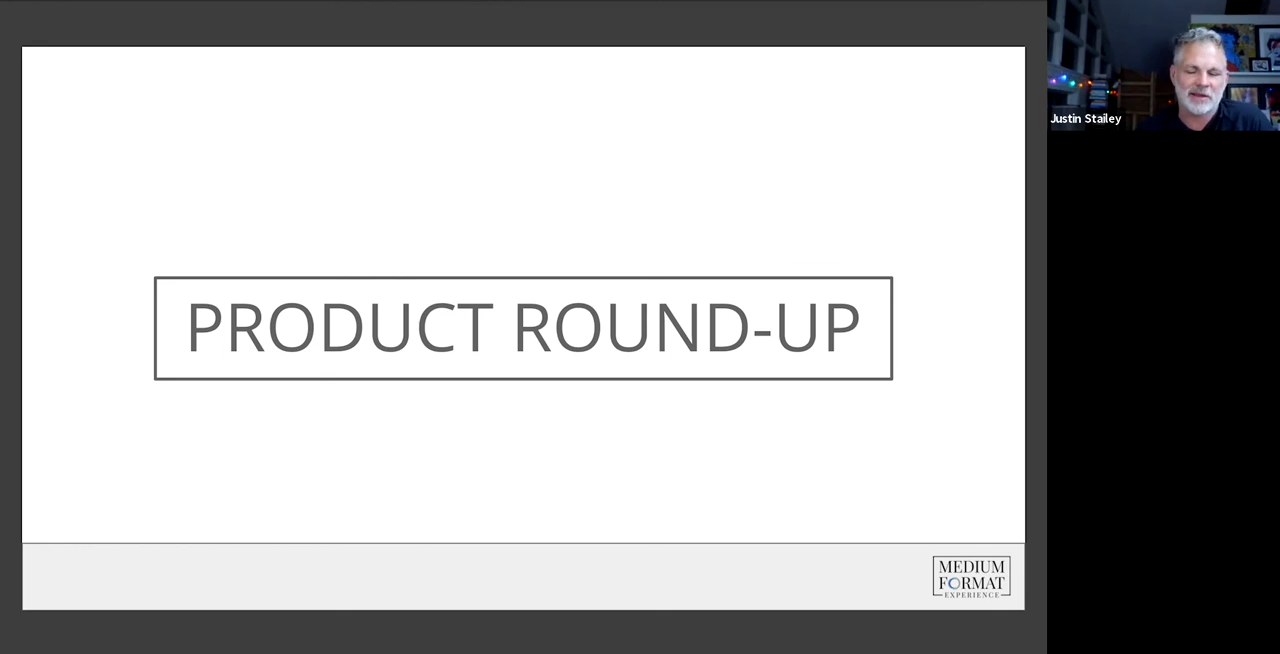 PRODUCT ROUND-UP
MEDIUM
FORMAT
EXPERIENCE
Justin Stailey